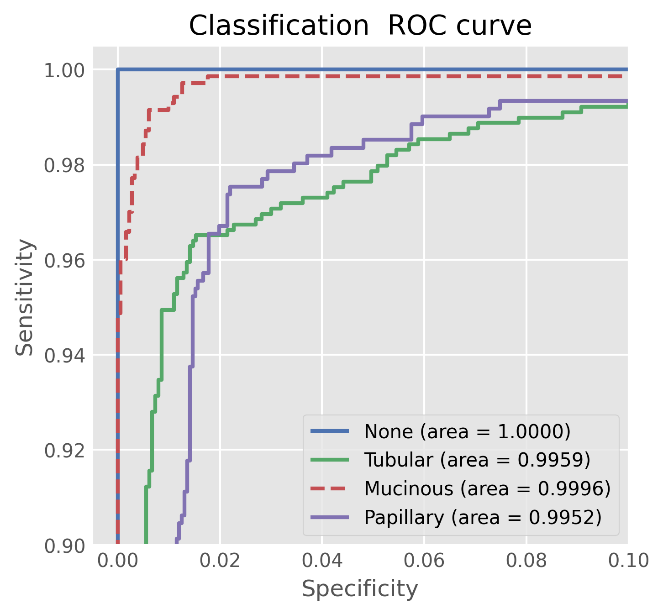 Classification  ROC curve
1.00
0.98
0.96
0.94
0.92
0.90
Sensitivity
None (area = 1.0000)
Tubular (area = 0.9959)
Mucinous (area = 0.9996)
Papillary (area = 0.9952)
0.00 0.02 0.04 0.06 0.08 0.10
Specificity